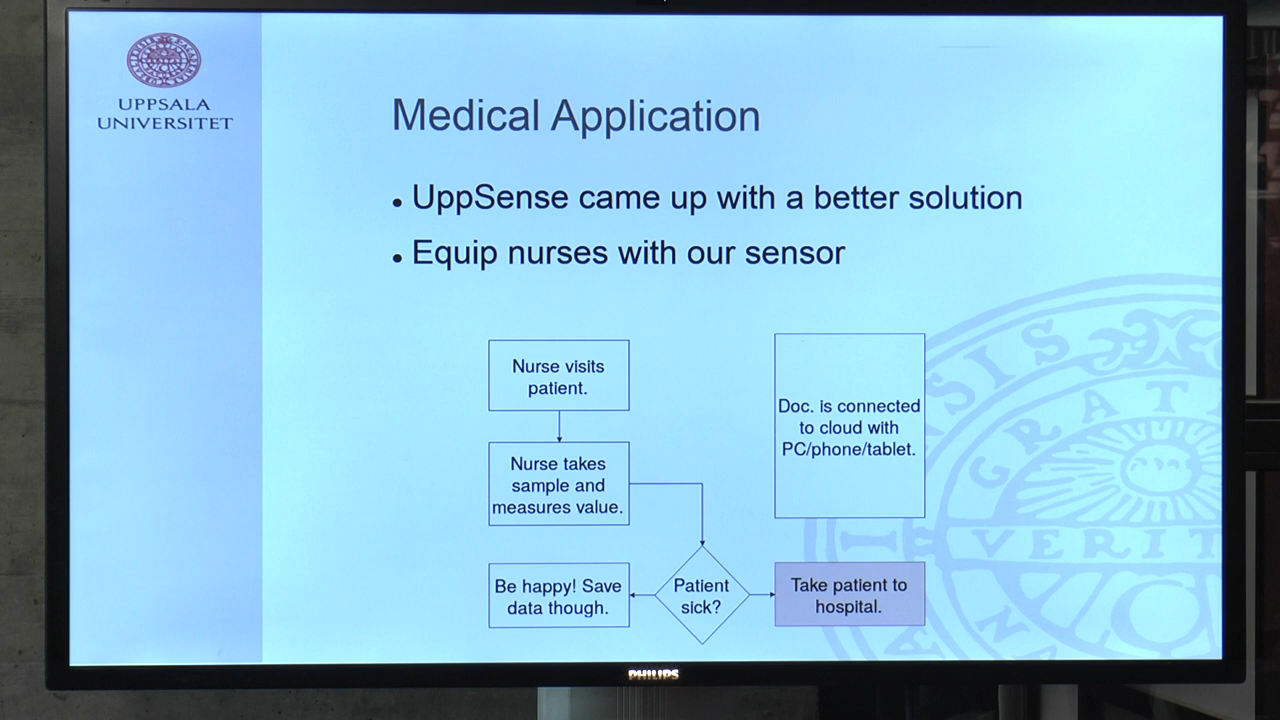 UPPSALA
UNIVERSITET
Medical Application
• UppSense came up with a better solution
• Equip nurses with our sensor
Nurse visits
patient.
Doc. is connected
to cloud with
PC/phone/tablet.
Nurse takes
sample and
measures value.
Be happy! Save
data though.
Patient
sick?
Take patient to
hospital.
GRAT
VERIT
PHILIPS